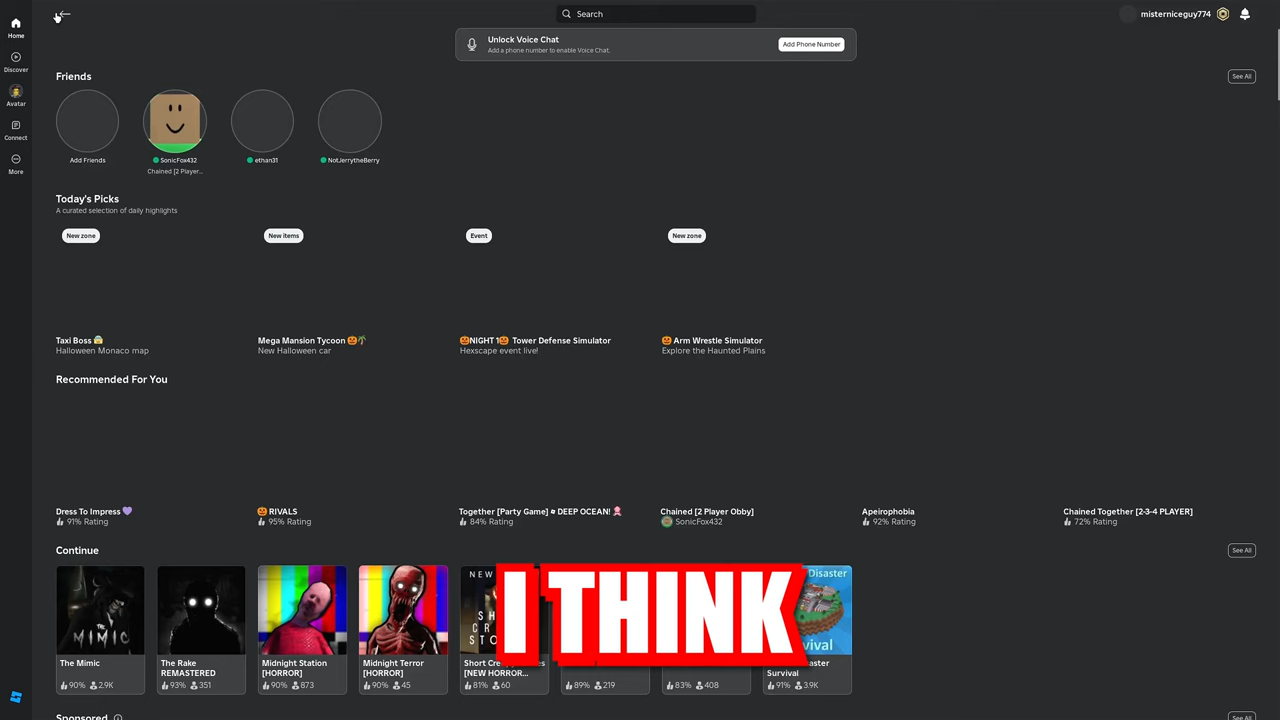 Search
misterniceguy774
Home
Discover
Avatar
Connect
More
Unlock Voice Chat
Add a phone number to enable Voice Chat.
Add Phone Number
Friends
See All
Add Friends
SonicFox432
Chained [2 Player...
ethan31
NotJerrytheBerry
Today's Picks
A curated selection of daily highlights
New zone
New items
Event
New zone
Taxi Boss
Halloween Monaco map
Mega Mansion Tycoon
New Halloween car
NIGHT 1 Tower Defense Simulator
Hexscape event live!
Arm Wrestle Simulator
Explore the Haunted Plains
Recommended For You
Dress To Impress
91% Rating
RIVALS
95% Rating
Together [Party Game] DEEP OCEAN!
84% Rating
Chained [2 Player Obby]
SonicFox432
Apeirophobia
92% Rating
Chained Together [2-3-4 PLAYER]
72% Rating
Continue
See All
THE MIMIC
NEW
Disaster
I THINK
The Mimic
90% 2.9K
The Rake
REMASTERED
93% 351
Midnight Station
[HORROR]
90% 873
Midnight Terror
[HORROR]
90% 45
Short
[NEW HORROR...
81% 60
89% 219
83% 408
Survival
91% 3.9K
Sponsored
See All